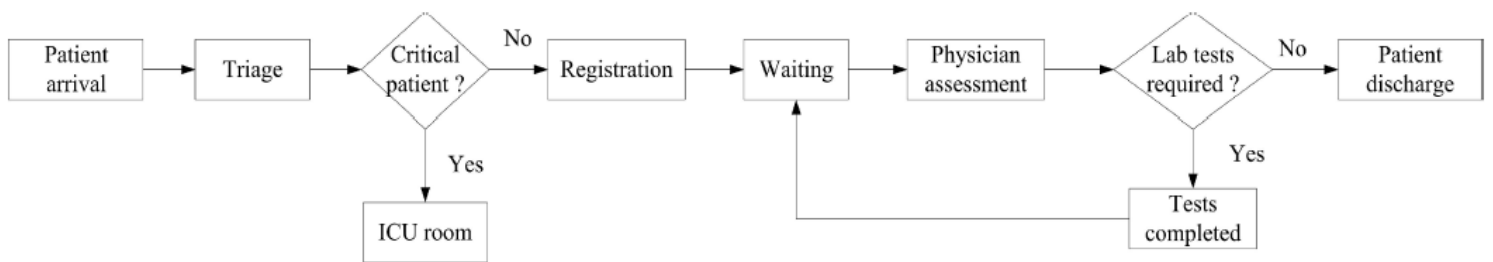 Patient
arrival
Triage
Critical
patient ?
No
Registration
Waiting
Physician
assessment
Lab tests
required ?
No
Patient
discharge
Yes
ICU room
Yes
Tests
completed